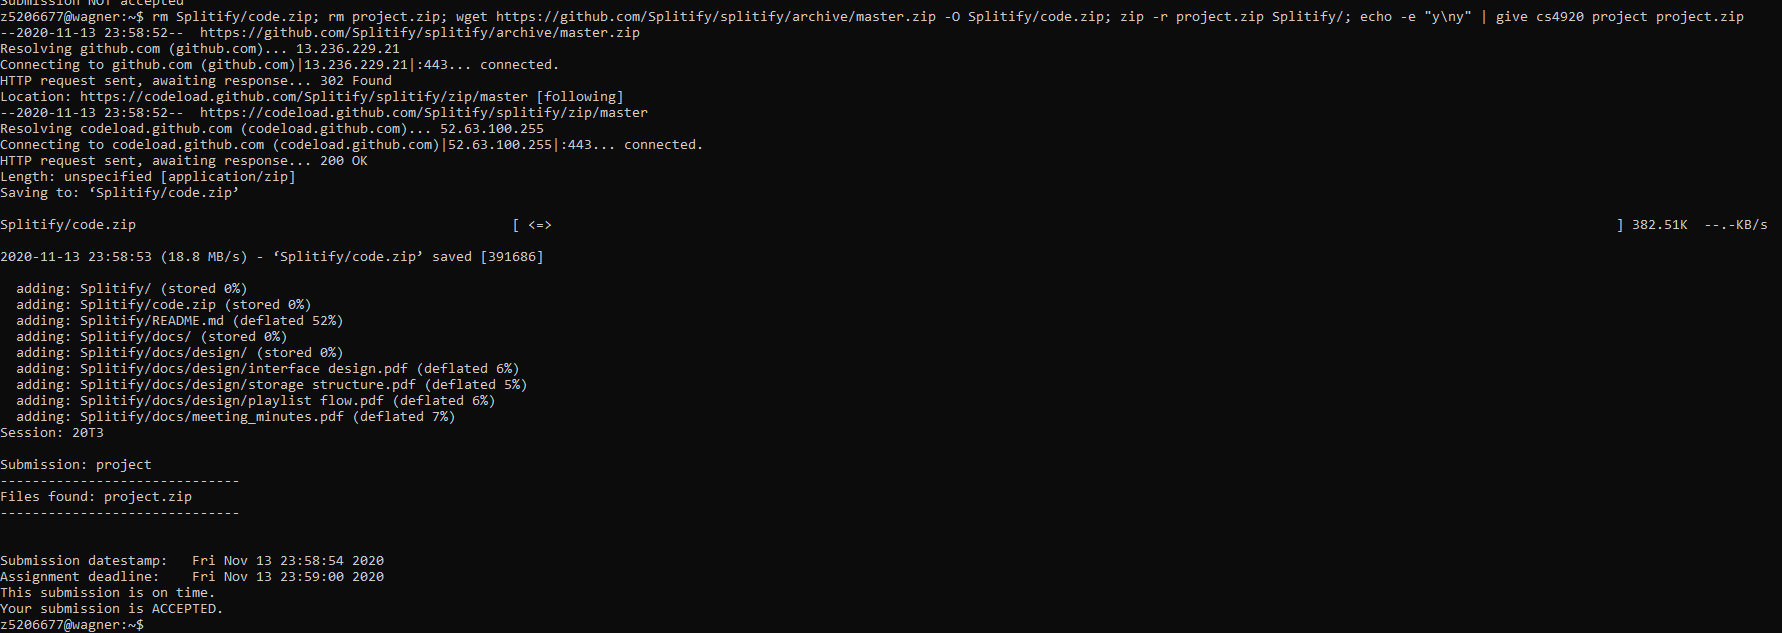 Submission NOT accepted
z5206677@wagner:~$ rm Splitify/code.zip; rm project.zip; wget https://github.com/Splitify/splitify/archive/master.zip -O Splitify/code.zip; zip -r project.zip Splitify/; echo -e "y\ny" | give cs4920 project project.zip
--2020-11-13 23:58:52--  https://github.com/Splitify/splitify/archive/master.zip
Resolving github.com (github.com)... 13.236.229.21
Connecting to github.com (github.com)|13.236.229.21|:443... connected.
HTTP request sent, awaiting response... 302 Found
Location: https://codeload.github.com/Splitify/splitify/zip/master [following]
--2020-11-13 23:58:52--  https://codeload.github.com/Splitify/splitify/zip/master
Resolving codeload.github.com (codeload.github.com)... 52.63.100.255
Connecting to codeload.github.com (codeload.github.com)|52.63.100.255|:443... connected.
HTTP request sent, awaiting response... 200 OK
Length: unspecified [application/zip]
Saving to: ‘Splitify/code.zip’
Splitify/code.zip [ <=> ] 382.51K  --.-KB/s
2020-11-13 23:58:53 (18.8 MB/s) - ‘Splitify/code.zip’ saved [391686]
adding: Splitify/ (stored 0%)
adding: Splitify/code.zip (stored 0%)
adding: Splitify/README.md (deflated 52%)
adding: Splitify/docs/ (stored 0%)
adding: Splitify/docs/design/ (stored 0%)
adding: Splitify/docs/design/interface design.pdf (deflated 6%)
adding: Splitify/docs/design/storage structure.pdf (deflated 5%)
adding: Splitify/docs/design/playlist flow.pdf (deflated 6%)
adding: Splitify/docs/meeting_minutes.pdf (deflated 7%)
Session: 20T3
Submission: project
------------------------------
Files found: project.zip
------------------------------
Submission datestamp:   Fri Nov 13 23:58:54 2020
Assignment deadline:    Fri Nov 13 23:59:00 2020
This submission is on time.
Your submission is ACCEPTED.
z5206677@wagner:~$